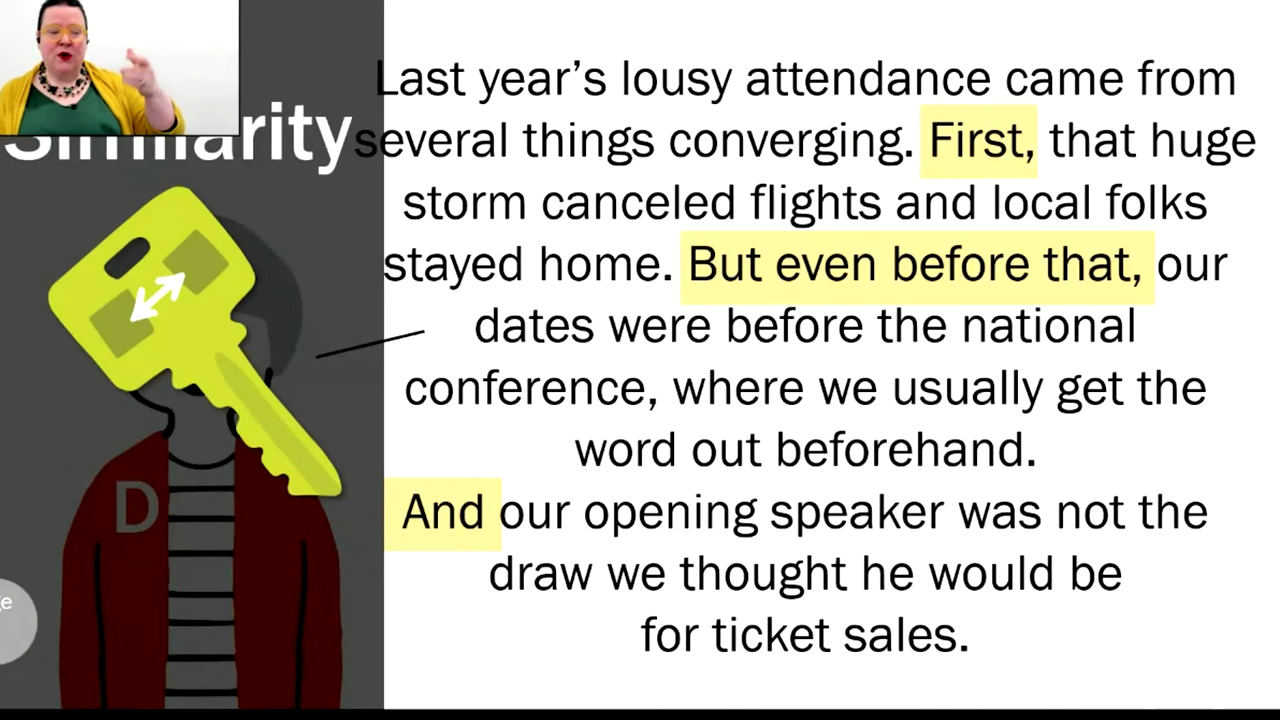 Similarity
Last year’s lousy attendance came from
several things converging. First, that huge
storm canceled flights and local folks
stayed home. But even before that, our
dates were before the national
conference, where we usually get the
word out beforehand.
And our opening speaker was not the
draw we thought he would be
for ticket sales.
D